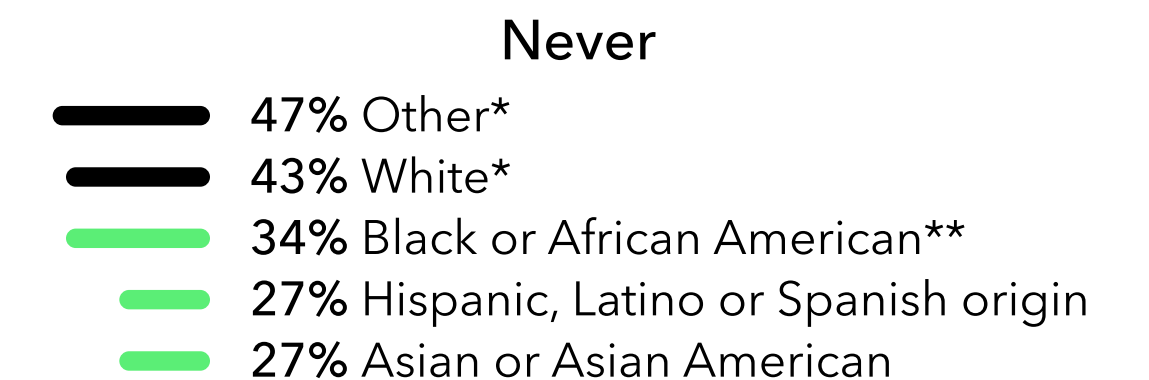 Never
47% Other*
43% White*
34% Black or African American**
27% Hispanic, Latino or Spanish origin
27% Asian or Asian American